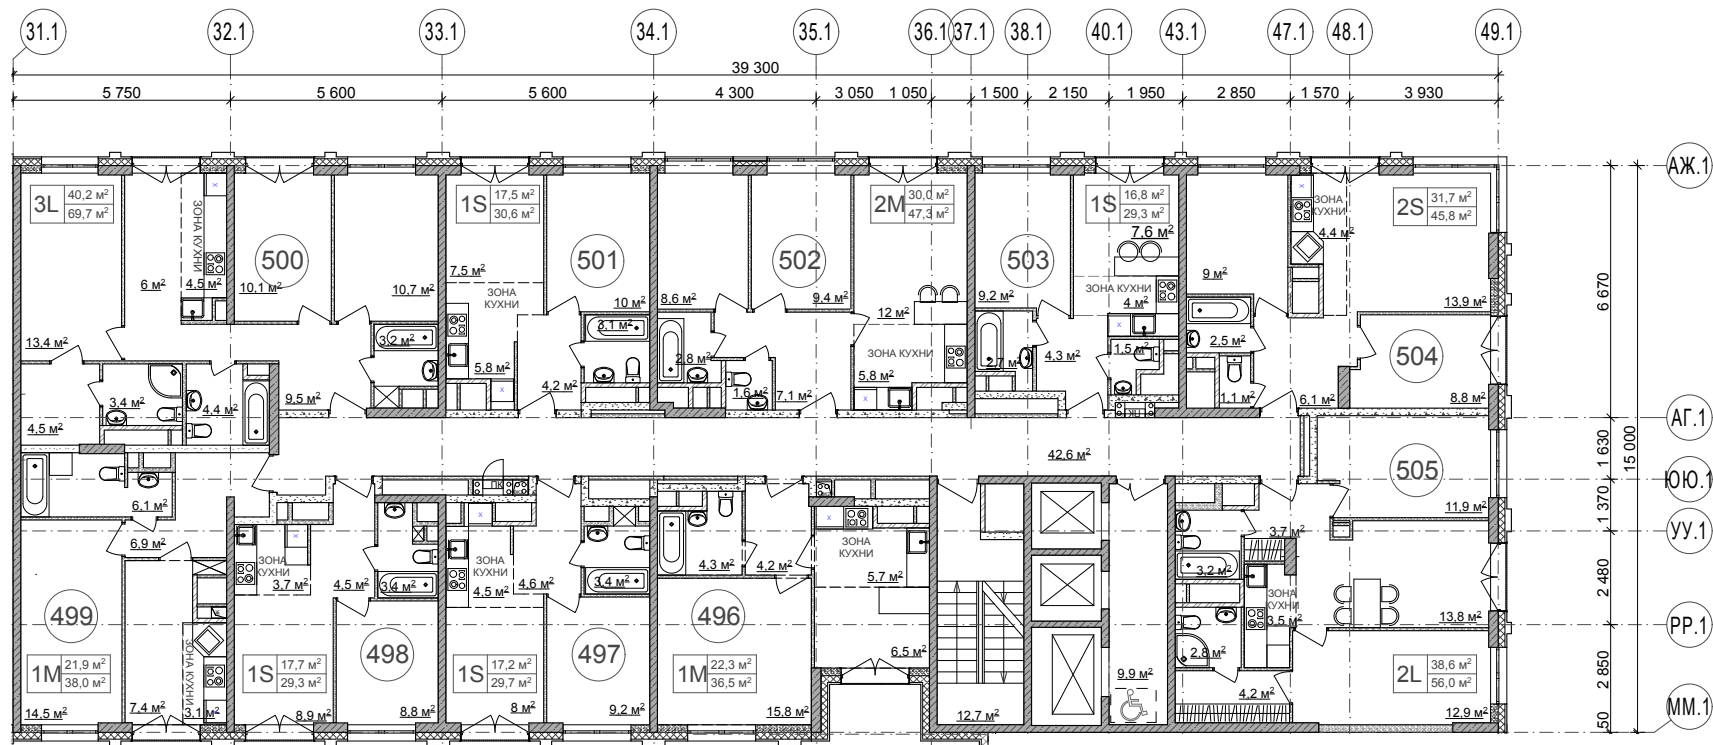 31.1 32.1 33.1 34.1 35.1 36.1 37.1 38.1 40.1 43.1 47.1 48.1 49.1
39 300
5 750 5 600 5 600 4 300 3 050 1 050 1 500 2 150 1 950 2 850 1 570 3 930
АЖ.1
АГ.1
ЮЮ.1
УУ.1
РР.1
ММ.1
6 670
1 630
1 370
2 480
2 850
50
15 000
3L
40,2 м²
69,7 м²
ЗОНА КУХНИ
6 м²
4,5 м²
13,4 м²
3,4 м²
4,4 м²
4,5 м²
500
10,1 м²
10,7 м²
3,2 м²
9,5 м²
1S
17,5 м²
30,6 м²
501
7,5 м²
ЗОНА
КУХНИ
10 м²
3,1 м²
5,8 м²
4,2 м²
502
8,6 м²
9,4 м²
2,8 м²
1,6 м²
7,1 м²
2M
30,0 м²
47,3 м²
12 м²
ЗОНА КУХНИ
5,8 м²
503
9,2 м²
2,7 м²
4,3 м²
1S
16,8 м²
29,3 м²
7,6 м²
ЗОНА КУХНИ
4 м²
1,5 м²
ПК
9 м²
2,5 м²
1,1 м²
ЗОНА
КУХНИ
4,4 м²
2S
31,7 м²
45,8 м²
13,9 м²
504
6,1 м²
8,8 м²
42,6 м²
ПК
505
11,9 м²
3,7 м²
3,2 м²
ЗОНА
КУХНИ
3,5 м²
13,8 м²
2,8 м²
4,2 м²
2L
38,6 м²
56,0 м²
12,9 м²
6,1 м²
6,9 м²
499
1M
21,9 м²
38,0 м²
14,5 м²
7,4 м²
ЗОНА КУХНИ
3,1 м²
ЗОНА
КУХНИ
3,7 м²
4,5 м²
3,4 м²
498
1S
17,7 м²
29,3 м²
8,9 м²
8,8 м²
ЗОНА
КУХНИ
4,5 м²
4,6 м²
3,4 м²
497
1S
17,2 м²
29,7 м²
8 м²
9,2 м²
4,3 м²
4,2 м²
496
1M
22,3 м²
36,5 м²
15,8 м²
ЗОНА
КУХНИ
5,7 м²
6,5 м²
12,7 м²
9,9 м²